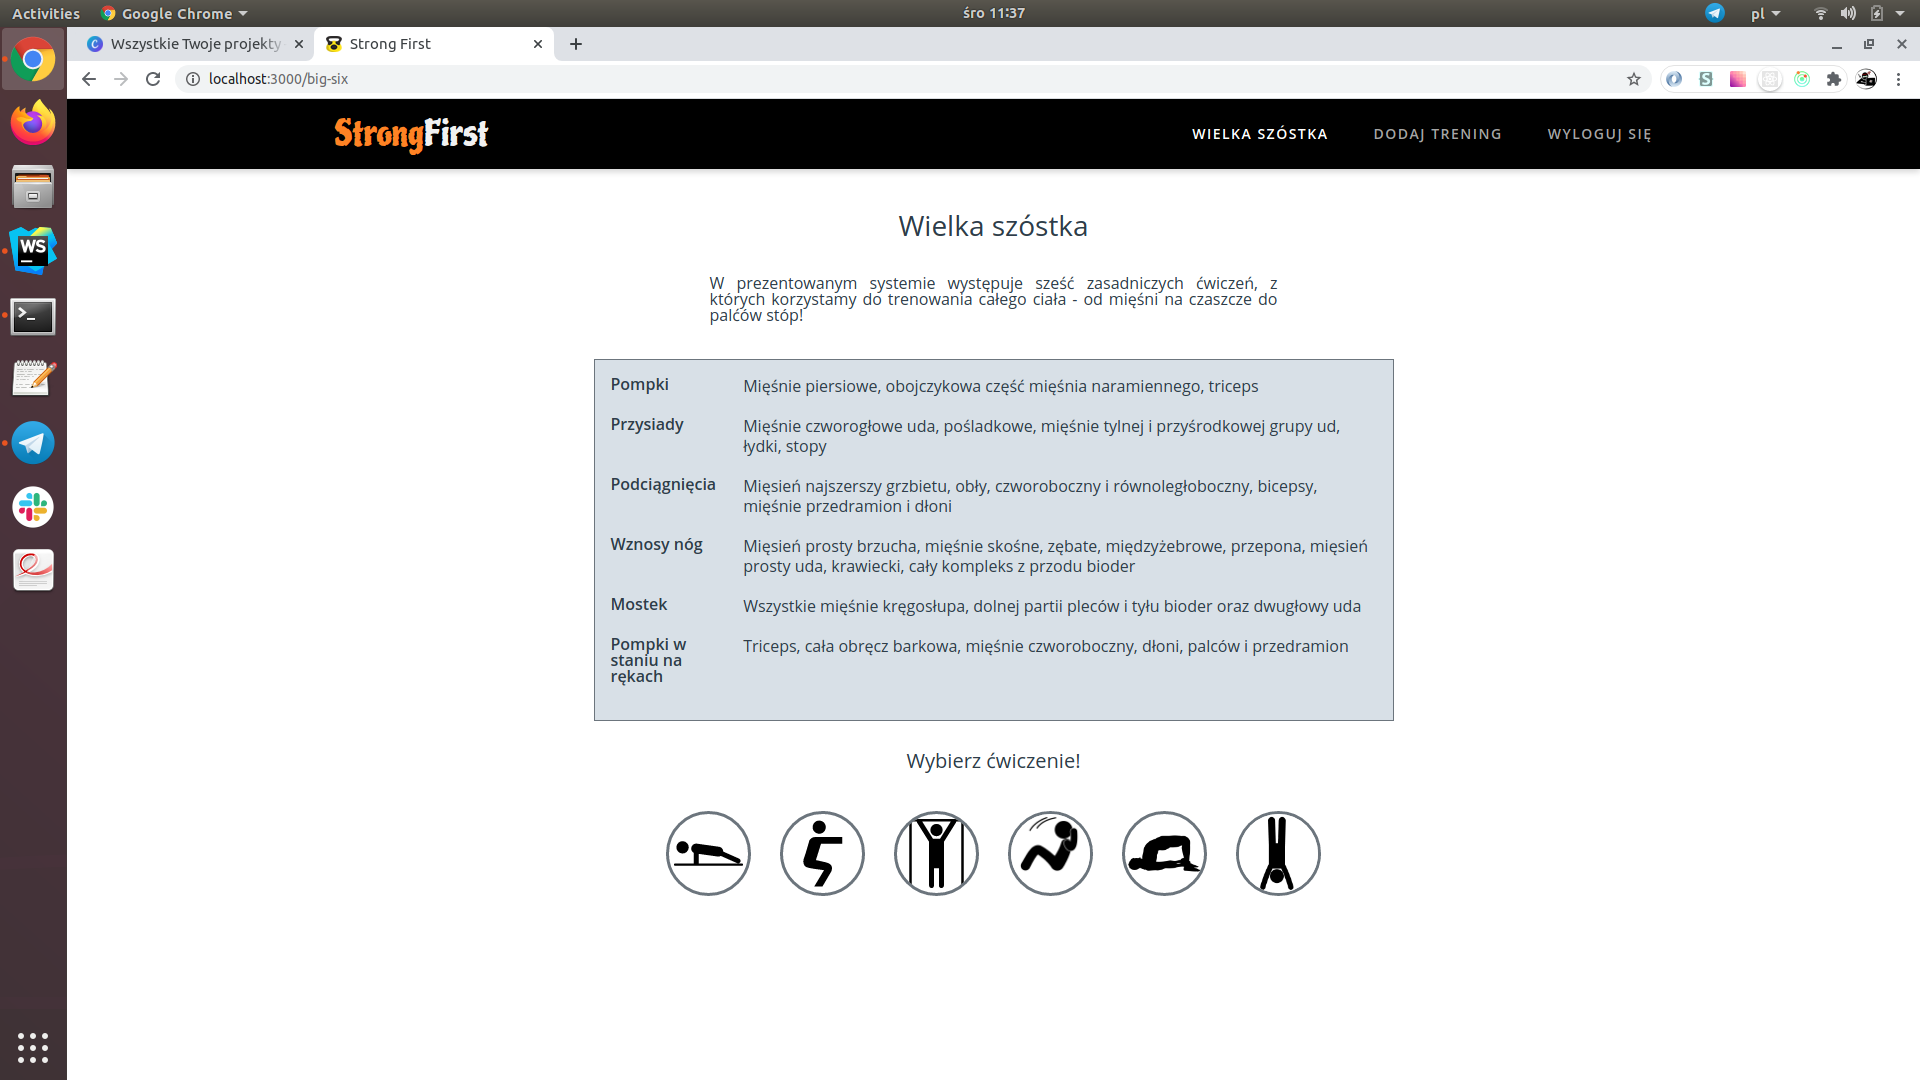 Activities
Google Chrome
śro 11:37
pl
Wszystkie Twoje projekty
Strong First
localhost:3000/big-six
StrongFirst
WIELKA SZÓSTKA
DODAJ TRENING
WYLOGUJ SIĘ
WS
Wielka szóstka
W prezentowanym systemie występuje sześć zasadniczych ćwiczeń, z
których korzystamy do trenowania całego ciała - od mięśni na czaszcze do
palćów stóp!
Pompki
Mięśnie piersiowe, obojczykowa część mięśnia naramiennego, triceps
Przysiady
Mięśnie czworogłowe uda, pośladkowe, mięśnie tylnej i przyśrodkowej grupy ud,
łydki, stopy
Podciągnięcia
Mięsień najszerszy grzbietu, obły, czworoboczny i równoległoboczny, bicepsy,
mięśnie przedramion i dłoni
Wznosy nóg
Mięsień prosty brzucha, mięśnie skośne, zębate, międzyżebrowe, przepona, mięsień
prosty uda, krawiecki, cały kompleks z przodu bioder
Mostek
Wszystkie mięśnie kręgosłupa, dolnej partii pleców i tyłu bioder oraz dwugłowy uda
Pompki w
staniu na
rękach
Triceps, cała obręcz barkowa, mięśnie czworoboczny, dłoni, palców i przedramion
Wybierz ćwiczenie!